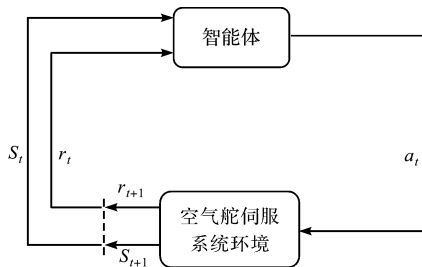 智能体
S_t
r_t
a_t
r_{t+1}
空气舵伺服
系统环境
S_{t+1}